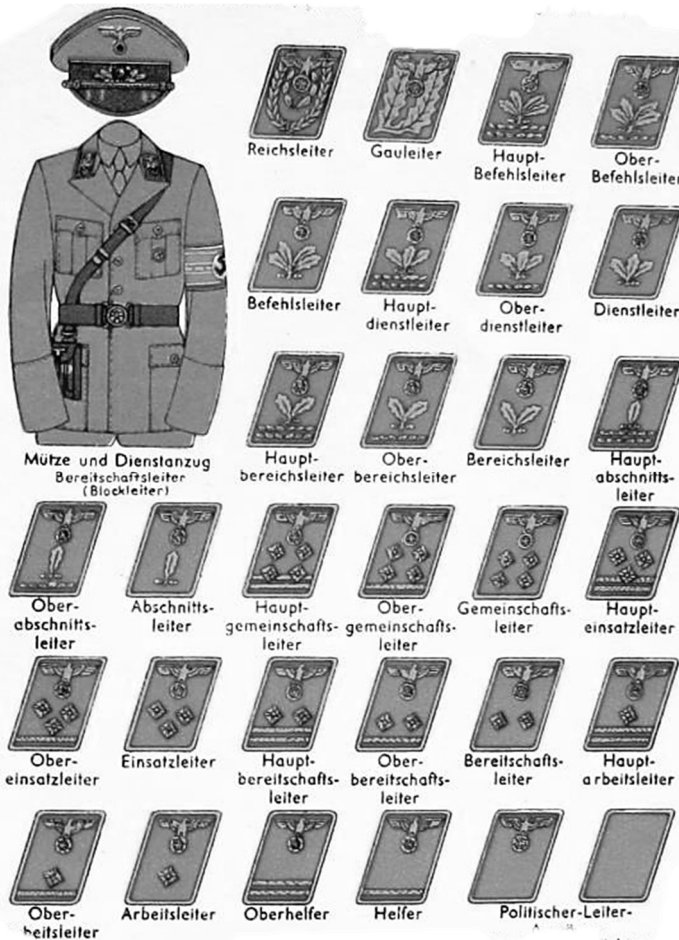 Reichsleiter
Gauleiter
Haupt-
Befehlsleiter
Ober-
Befehlsleiter
Befehlsleiter
Haupt-
dienstleiter
Ober-
dienstleiter
Dienstleiter
Mütze und Dienstanzug
Bereitschaftsleiter
(Blockleiter)
Haupt-
bereichsleiter
Ober-
bereichsleiter
Bereichsleiter
Haupt-
abschnitts-
leiter
Ober-
abschnitts-
leiter
Abschnitts-
leiter
Haupt-
gemeinschafts-
leiter
Ober-
gemeinschafts-
leiter
Gemeinschafts-
leiter
Haupt-
einsatzleiter
Ober-
einsatzleiter
Einsatzleiter
Haupt-
bereitschafts-
leiter
Ober-
bereitschafts-
leiter
Bereitschafts-
leiter
Haupt-
arbeitsleiter
Ober-
beitsleiter
Arbeitsleiter
Oberhelfer
Helfer
Politischer-Leiter-